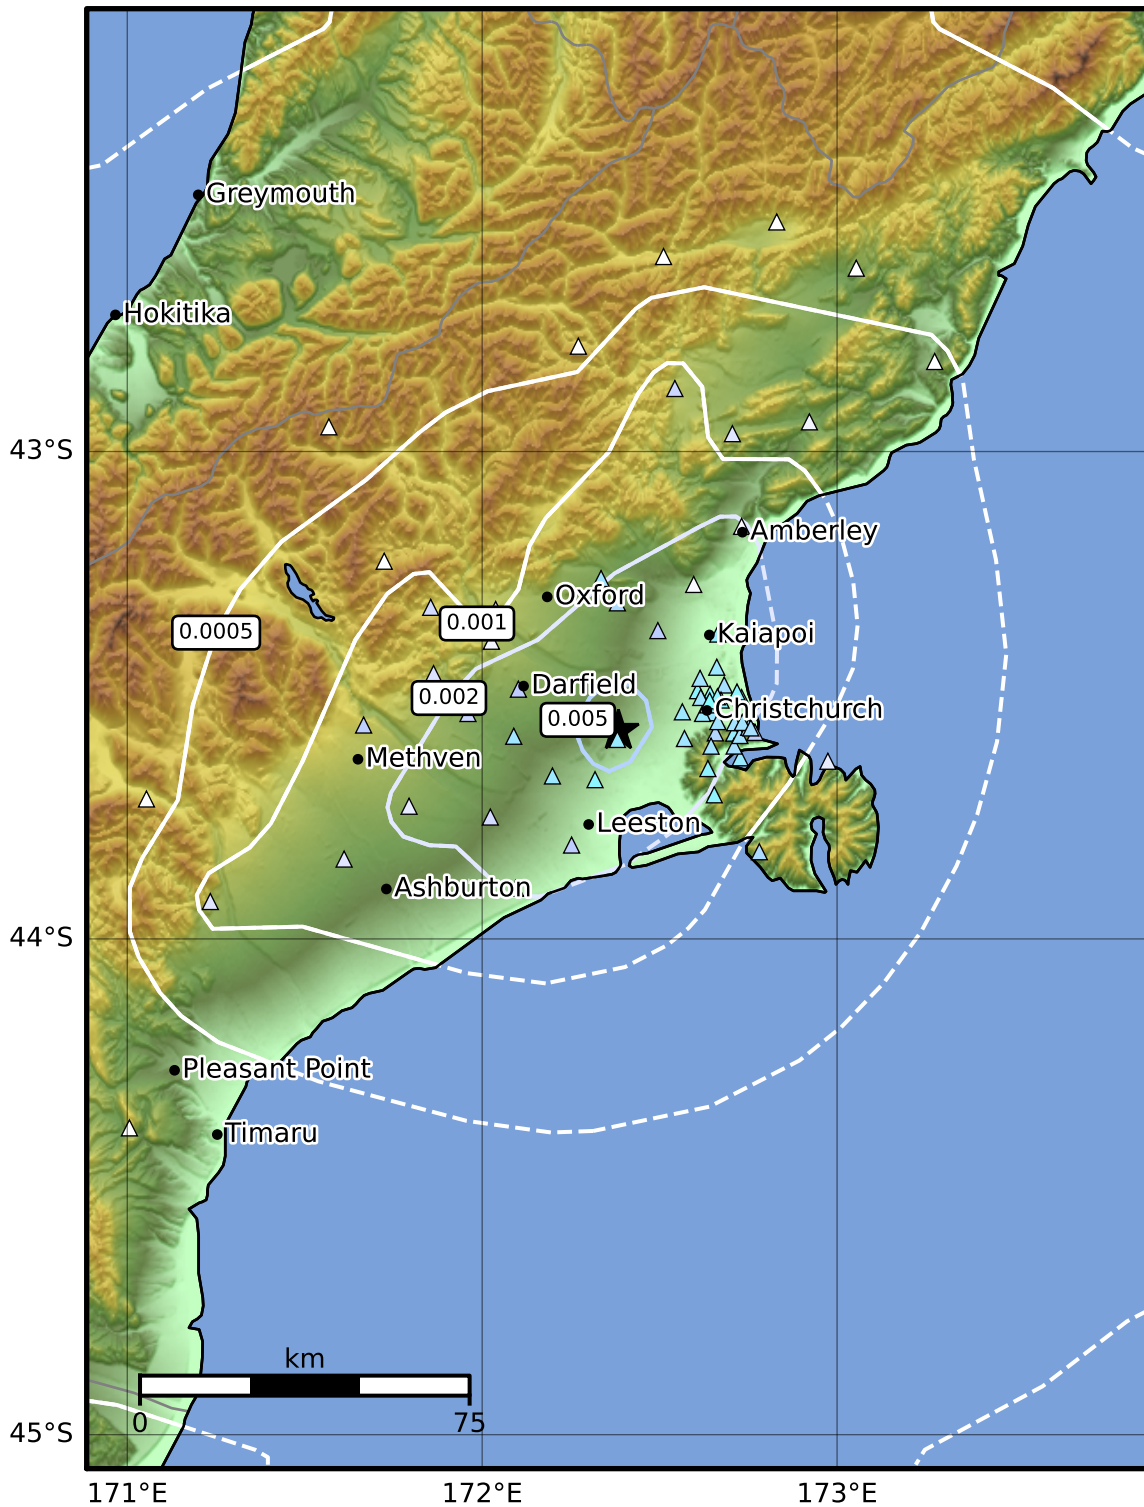 Greymouth
Hokitika
43°S
Amberley
Oxford
0.001
0.0005
Kaiapoi
Darfield
0.002
Christchurch
0.005
Methven
Leeston
Ashburton
44°S
Pleasant Point
Timaru
km
0 75
45°S
171°E 172°E 173°E